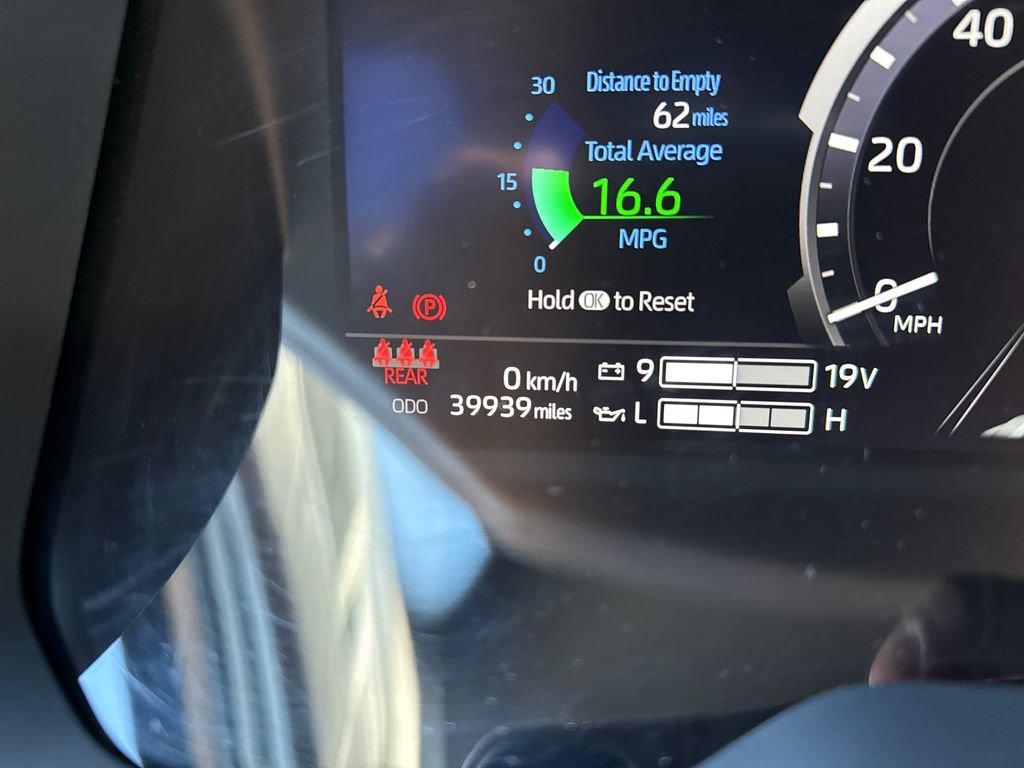 30
Distance to Empty
62 miles
Total Average
15
16.6
MPG
0
Hold OK to Reset
P
REAR
0 km/h
ODO 39939 miles
9 19V
L H
40
20
0
MPH